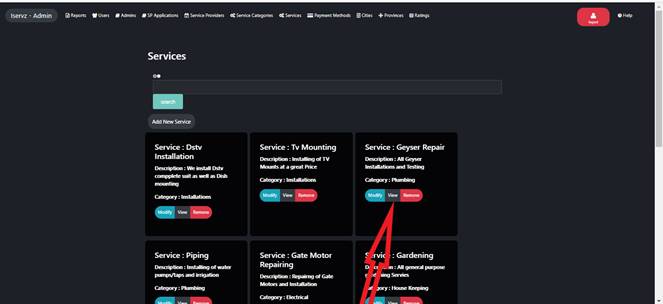 Iservz - Admin
Reports Users Admins SP Applications Service Providers Service Categories Services Payment Methods Cities Provinces Ratings
logout
Help
Services
search
Add New Service
Service : Dstv
Installation
Description : We install Dstv
compplete suit as well as Dish
mounting
Category : Installations
Modify View Remove
Service : Tv Mounting
Description : Installing of TV
Mounts at a great Price
Category : Installations
Modify View Remove
Service : Geyser Repair
Description : All Geyser
Installations and Testing
Category : Plumbing
Modify View Remove
Service : Piping
Description : Installing of water
pumps/taps and irrigation
Category : Plumbing
Modify View Remove
Service : Gate Motor
Repairing
Description : Repairing of Gate
Motors and Installation
Category : Electrical
Service : Gardening
Description : All general purpose
Servies
Category : House Keeping
Modify View Remove